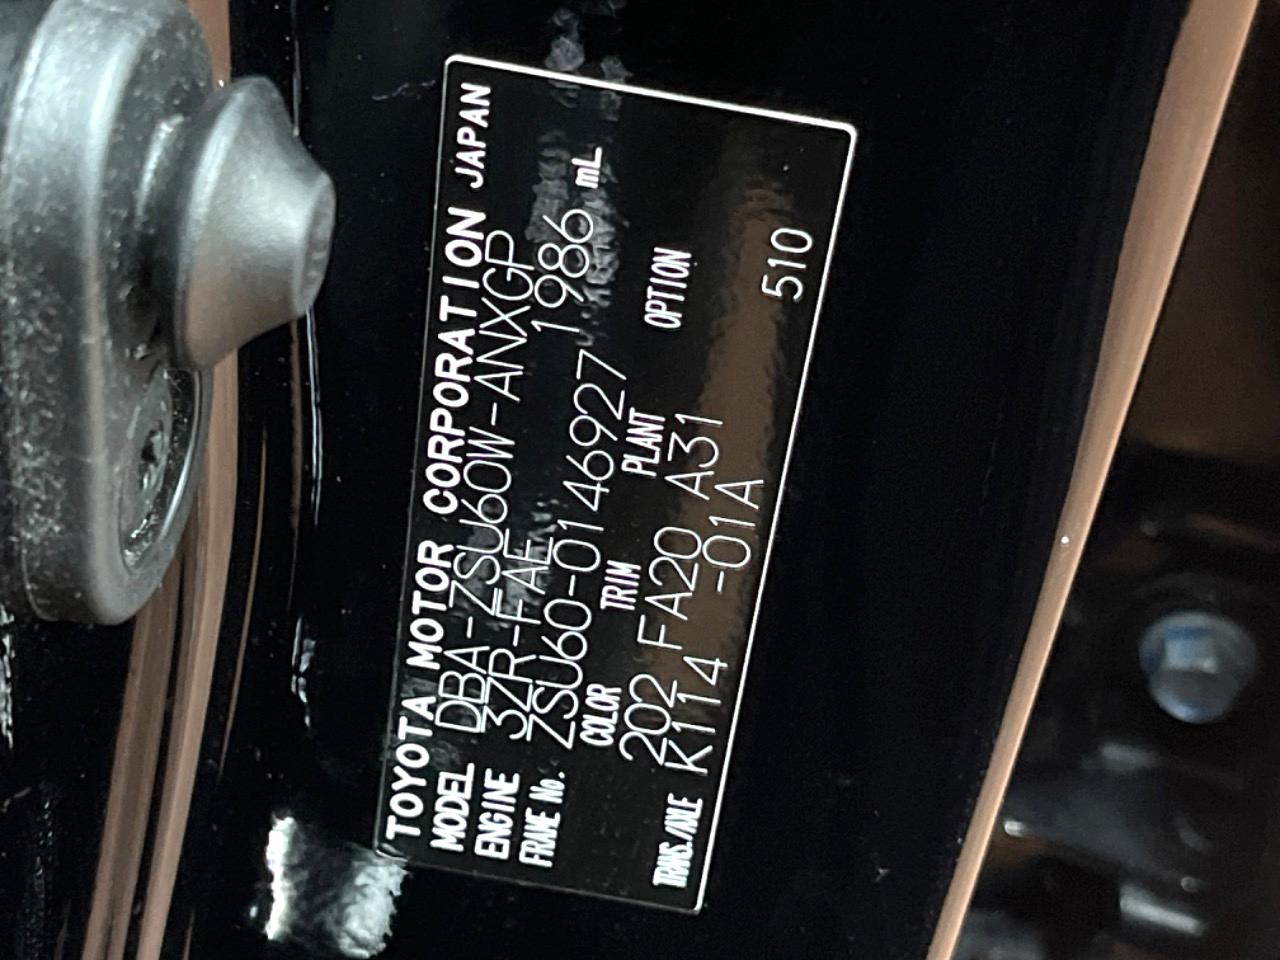 TOYOTA MOTOR CORPORATION JAPAN
MODEL DBA-ZSU60W-ANXGP
ENGINE 3ZR-FAE 1986 mL
FRAME No. ZSU60-0146927
COLOR TRIM PLANT OPTION
202 FA20 A31
TRANS./AXLE K114 -01A 510